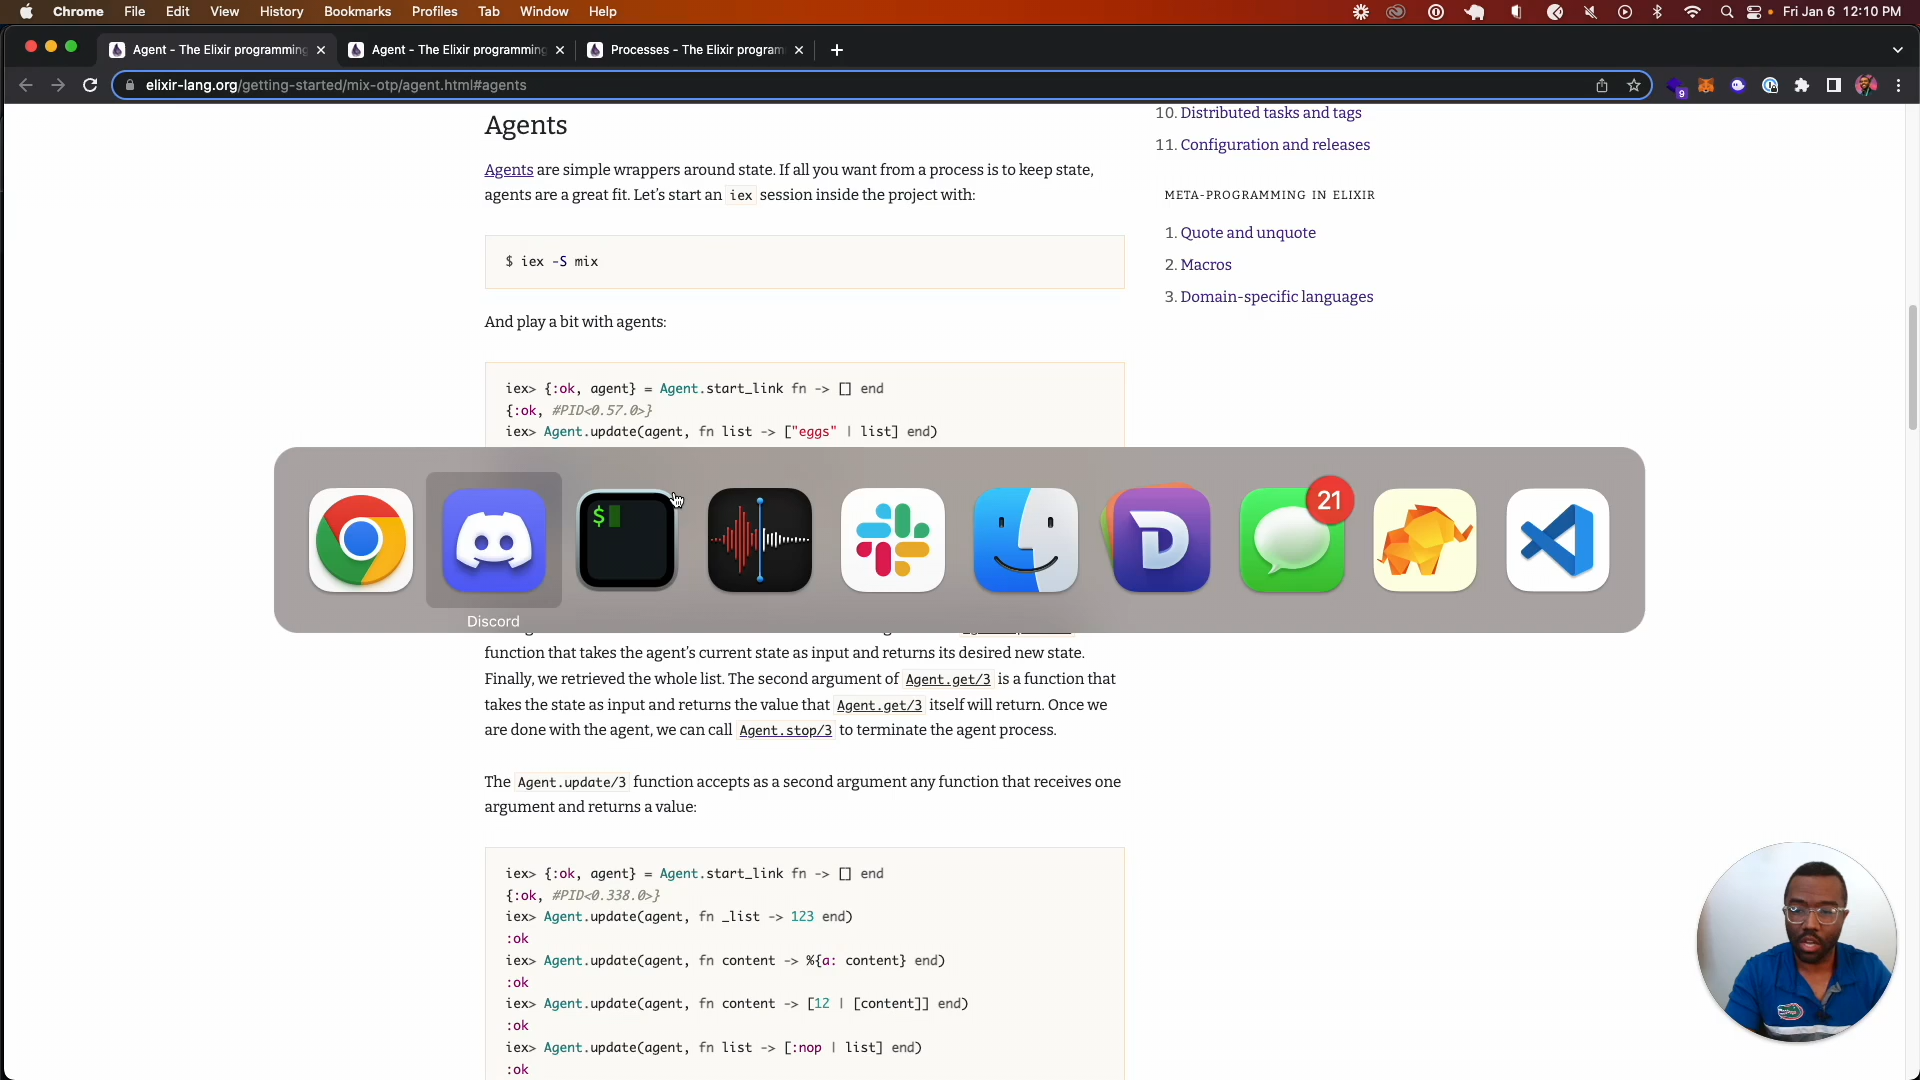 Chrome File Edit View History Bookmarks Profiles Tab Window Help
Fri Jan 6 12:10 PM
Agent - The Elixir programming
Agent - The Elixir programming
Processes - The Elixir program
elixir-lang.org/getting-started/mix-otp/agent.html#agents
9
Agents
Agents are simple wrappers around state. If all you want from a process is to keep state,
agents are a great fit. Let’s start an iex session inside the project with:
$ iex -S mix
And play a bit with agents:
iex> {:ok, agent} = Agent.start_link fn -> [] end
{:ok, #PID<0.57.0>}
iex> Agent.update(agent, fn list -> ["eggs" | list] end)
10. Distributed tasks and tags
11. Configuration and releases
META-PROGRAMMING IN ELIXIR
1. Quote and unquote
2. Macros
3. Domain-specific languages
$
21
Discord
function that takes the agent’s current state as input and returns its desired new state.
Finally, we retrieved the whole list. The second argument of Agent.get/3 is a function that
takes the state as input and returns the value that Agent.get/3 itself will return. Once we
are done with the agent, we can call Agent.stop/3 to terminate the agent process.
The Agent.update/3 function accepts as a second argument any function that receives one
argument and returns a value:
iex> {:ok, agent} = Agent.start_link fn -> [] end
{:ok, #PID<0.338.0>}
iex> Agent.update(agent, fn _list -> 123 end)
:ok
iex> Agent.update(agent, fn content -> %{a: content} end)
:ok
iex> Agent.update(agent, fn content -> [12 | [content]] end)
:ok
iex> Agent.update(agent, fn list -> [:nop | list] end)
:ok